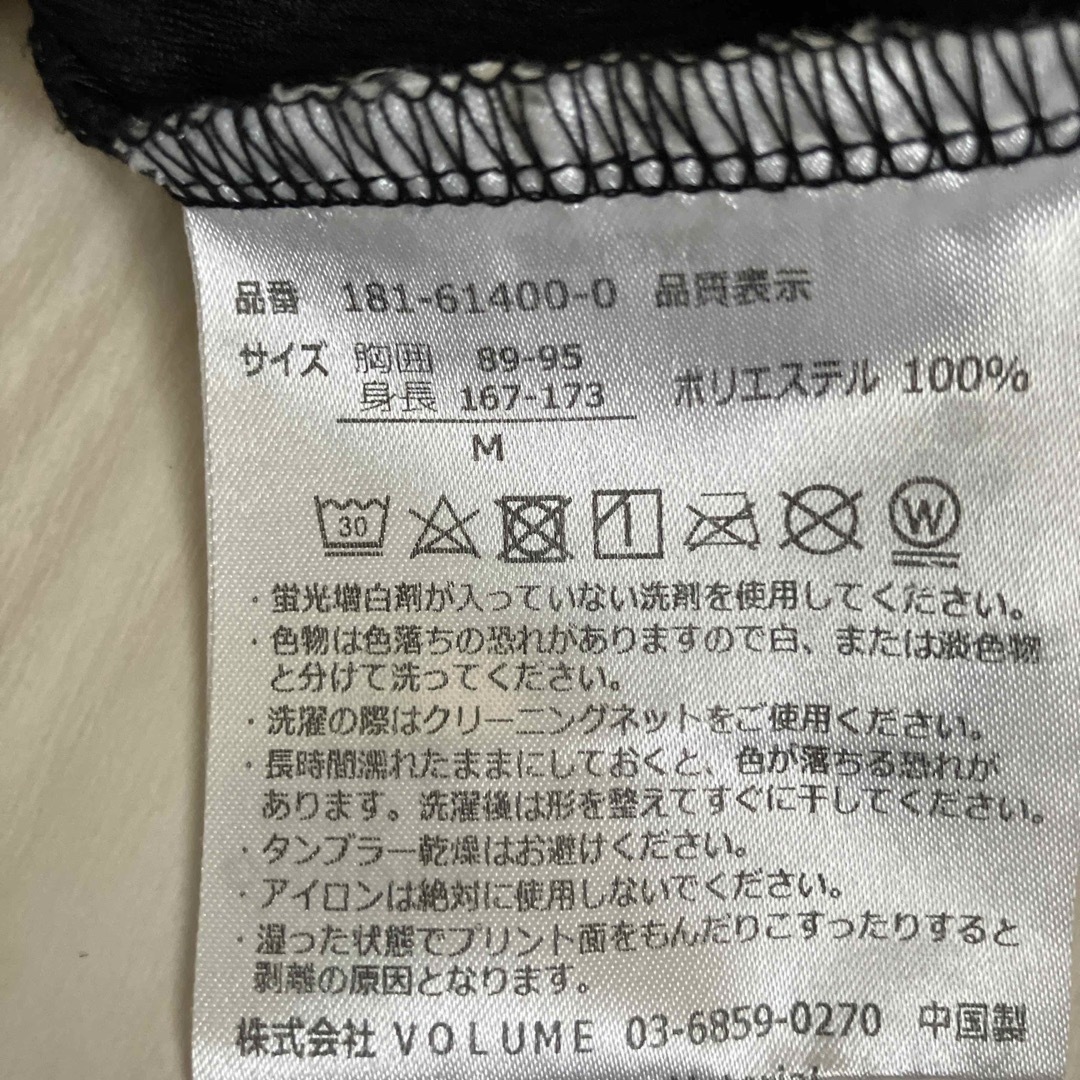 品番 181-61400-0 品質表示
サイズ 胸囲 89-95
身長 167-173 ポリエステル 100%
M
30 W
・蛍光増白剤が入っていない洗剤を使用してください。
・色物は色落ちの恐れがありますので白、または淡色物
と分けて洗ってください。
・洗濯の際はクリーニングネットをご使用ください。
・長時間濡れたままにしておくと、色が落ちる恐れが
あります。洗濯後は形を整えてすぐに干してください。
・タンブラー乾燥はお避けください。
・アイロンは絶対に使用しないでください。
・湿った状態でプリント面をもんだりこすったりすると
剥離の原因となります。
株式会社 VOLUME 03-6859-0270 中国製